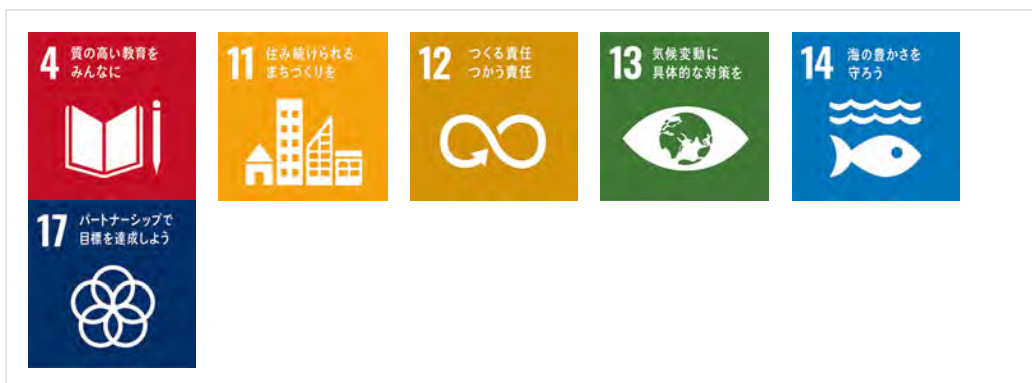 4 質の高い教育を
みんなに
11 住み続けられる
まちづくりを
12 つくる責任
つかう責任
13 気候変動に
具体的な対策を
14 海の豊かさを
守ろう
17 パートナーシップで
目標を達成しよう